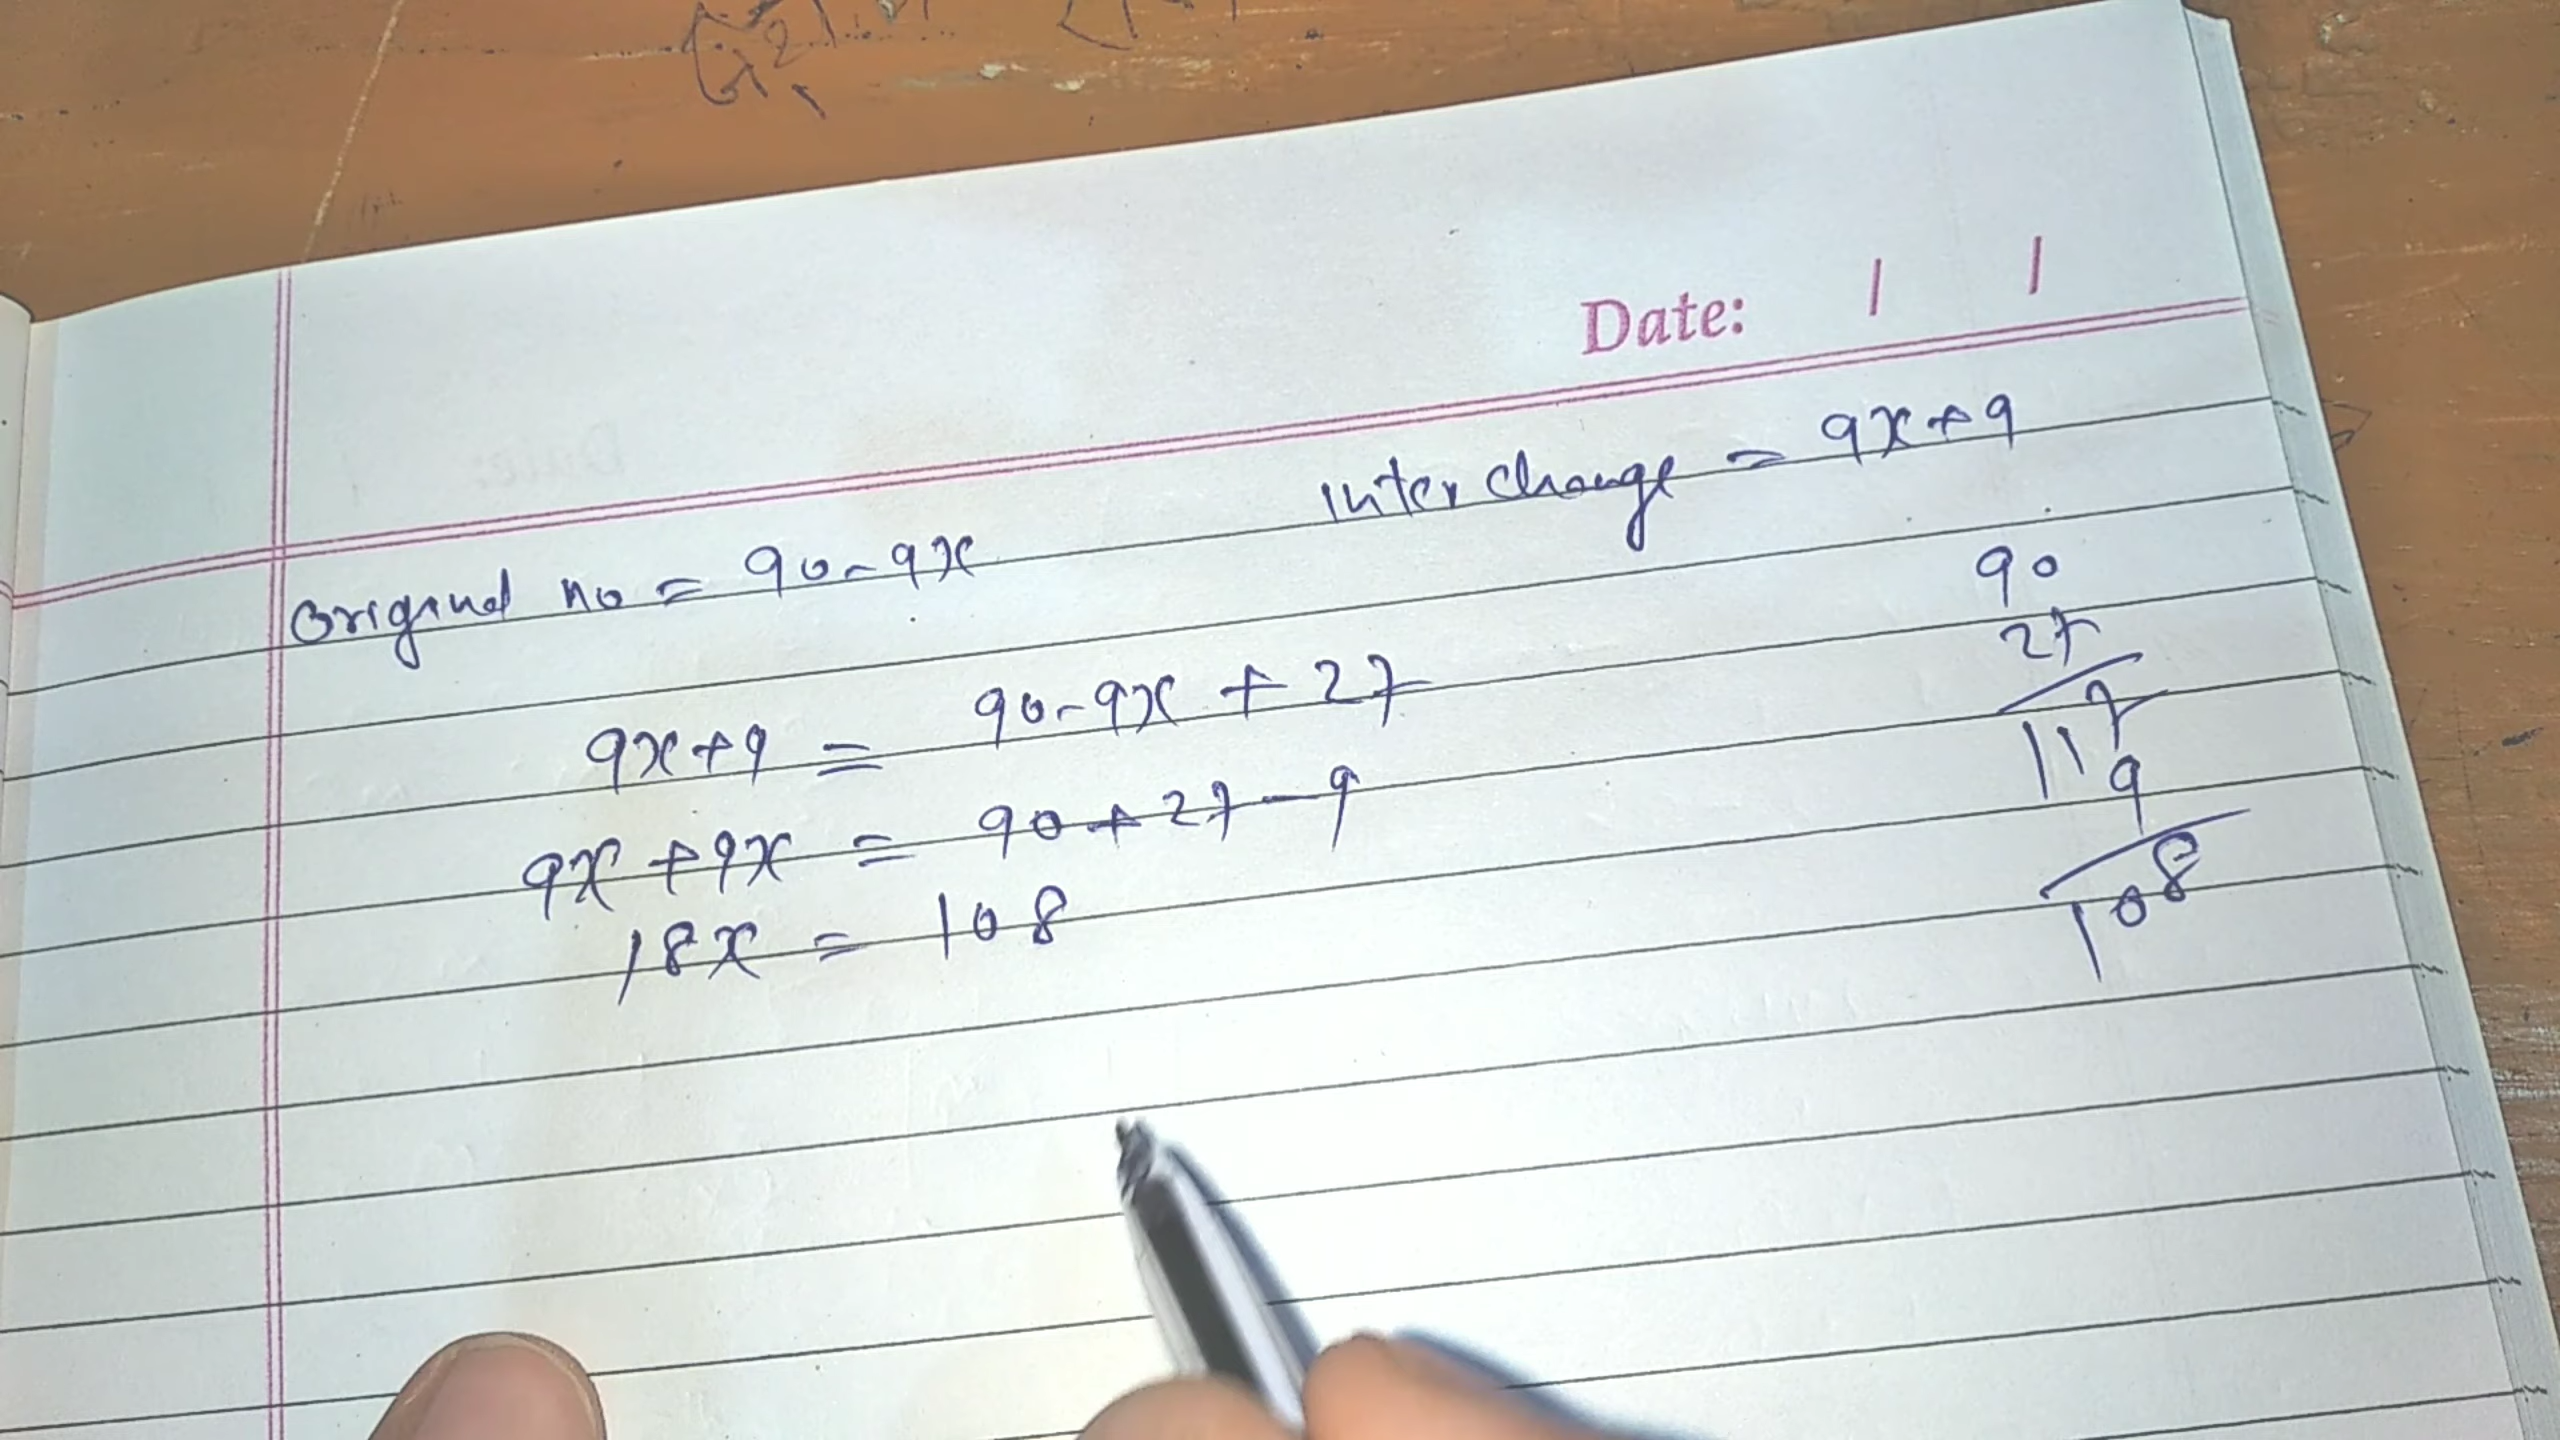 Date: / /
Inter change = 9x+9
Original no = 90-9x
9x+9 = 90-9x + 27
9x + 9x = 90 + 27 - 9
18x = 108
90
27
117
9
108